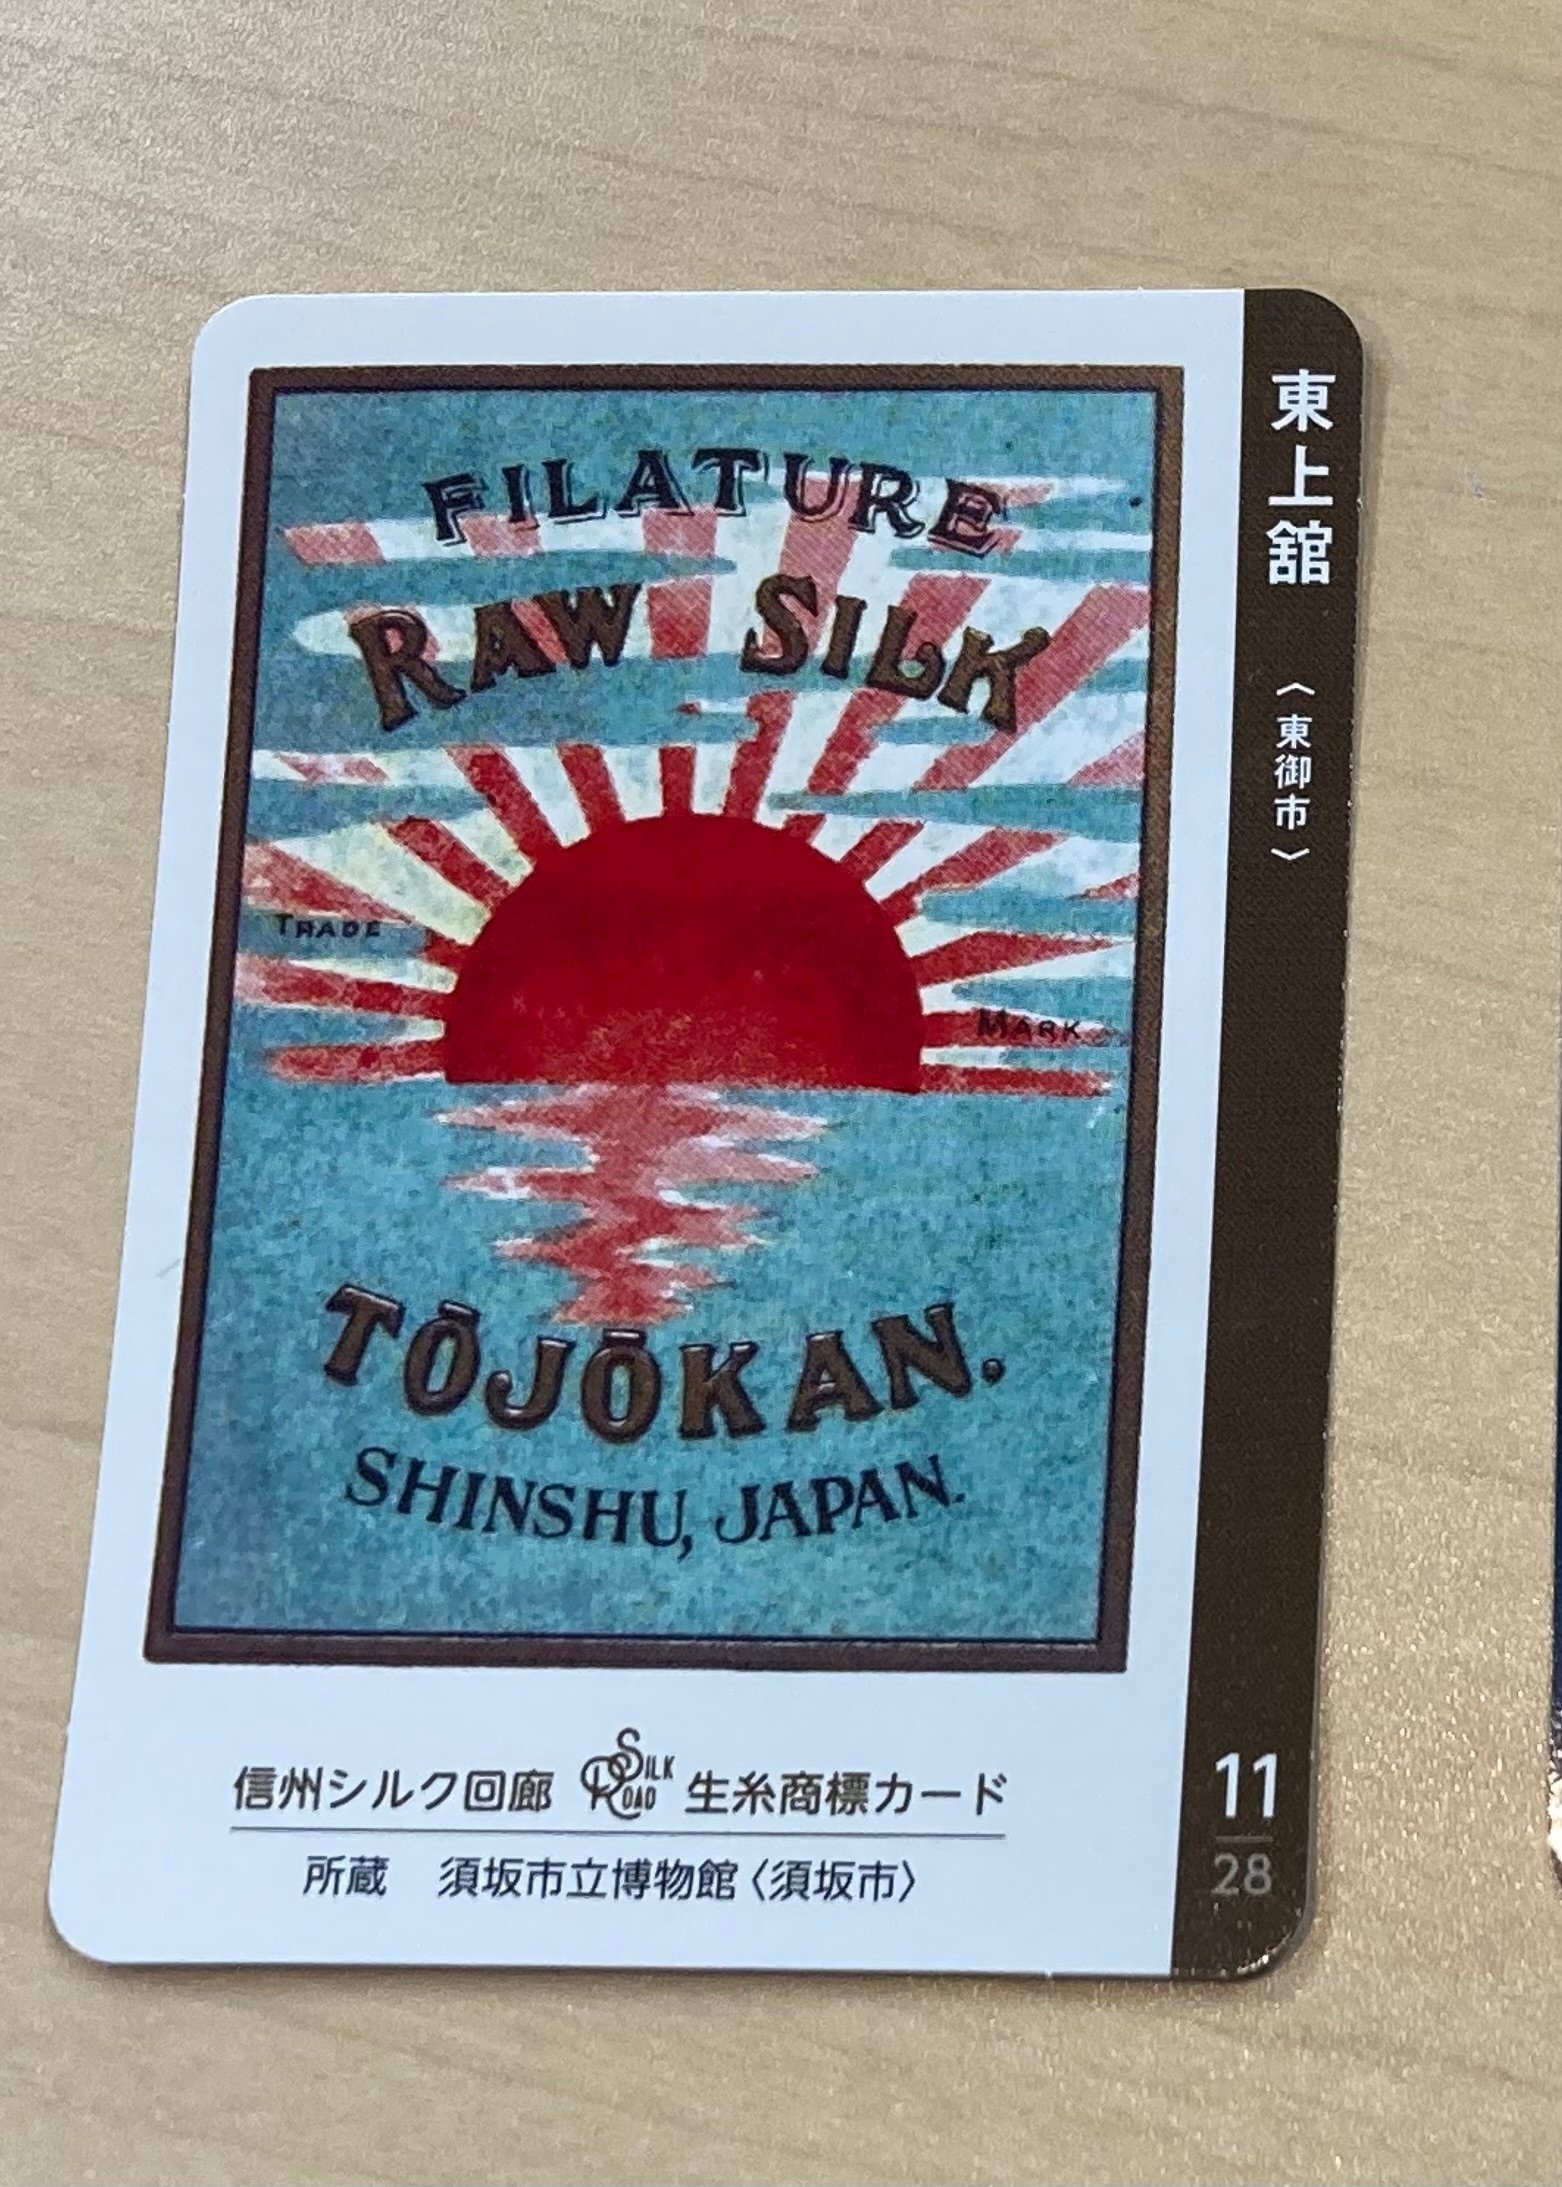 FILATURE
RAW SILK
TRADE
MARK
TŌJŌKAN.
SHINSHU, JAPAN.
東上舘
〈東御市〉
信州シルク回廊 SILK ROAD 生糸商標カード
所蔵　須坂市立博物館〈須坂市〉
11
28